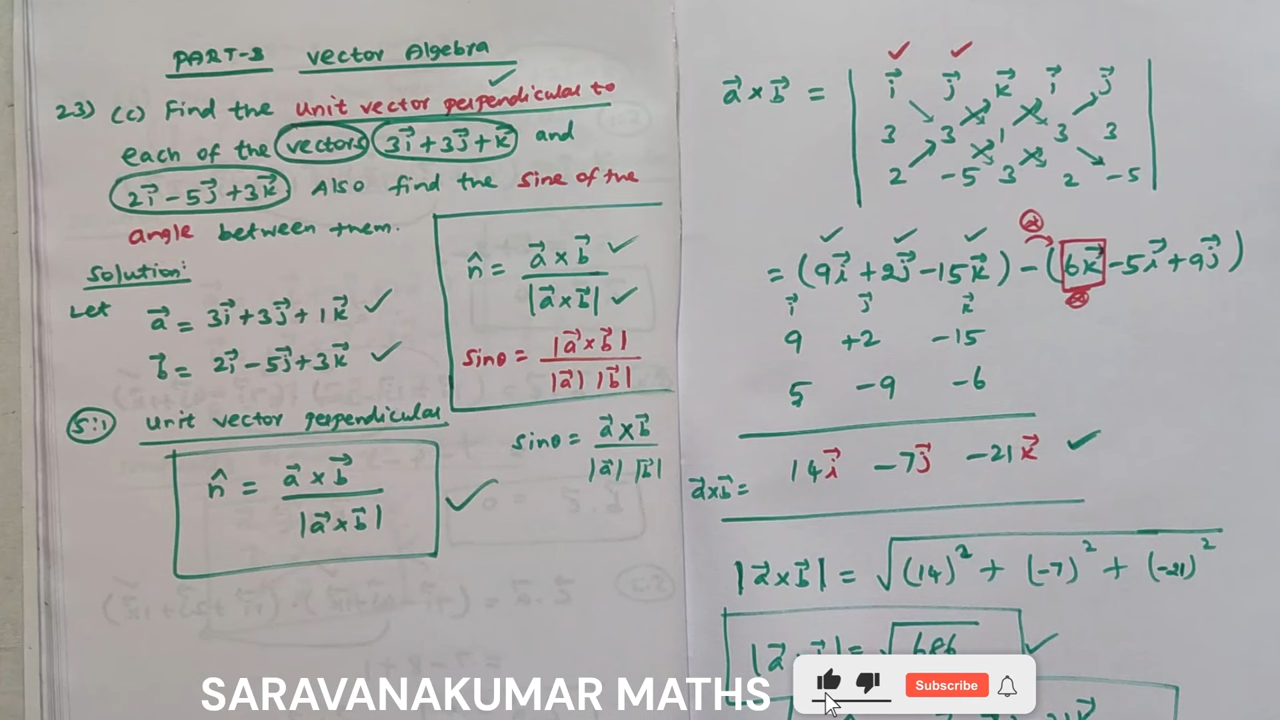 PART-3 vector Algebra
23) (c) Find the unit vector perpendicular to
each of the vectors 3i⃗+3j⃗+k⃗ and
2i⃗-5j⃗+3k⃗ Also find the sine of the
angle between them.
Solution:
Let a⃗ = 3i⃗+3j⃗+1k⃗ ✓
b⃗ = 2i⃗-5j⃗+3k⃗ ✓
n̂ = a⃗×b⃗ ✓
|a⃗×b⃗| ✓
sinθ = |a⃗×b⃗|
|a⃗| |b⃗|
S:1 unit vector perpendicular
n̂ = a⃗×b⃗
|a⃗×b⃗| ✓
sinθ = a⃗×b⃗
|a⃗| |b⃗|
✓ ✓
a⃗×b⃗ = | i⃗ j⃗ k⃗ i⃗ j⃗ |
3 3 1 3 3
2 -5 3 2 -5
= (9i⃗+2j⃗-15k⃗) - (6k⃗-5i⃗+9j⃗)
i⃗ j⃗ k⃗
9 +2 -15
5 -9 -6
a⃗×b⃗ = 14i⃗ -7j⃗ -21k⃗ ✓
|a⃗×b⃗| = √(14)² + (-7)² + (-21)²
= √686 ✓
SARAVANAKUMAR MATHS
Subscribe